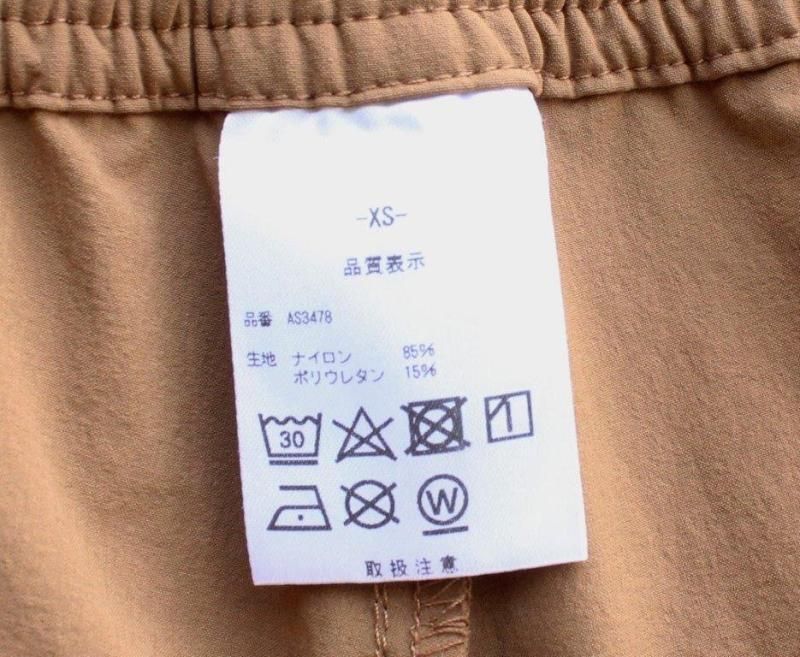 -XS-
品質表示
品番 AS3478
生地 ナイロン 85%
ポリウレタン 15%
30
W
取扱注意